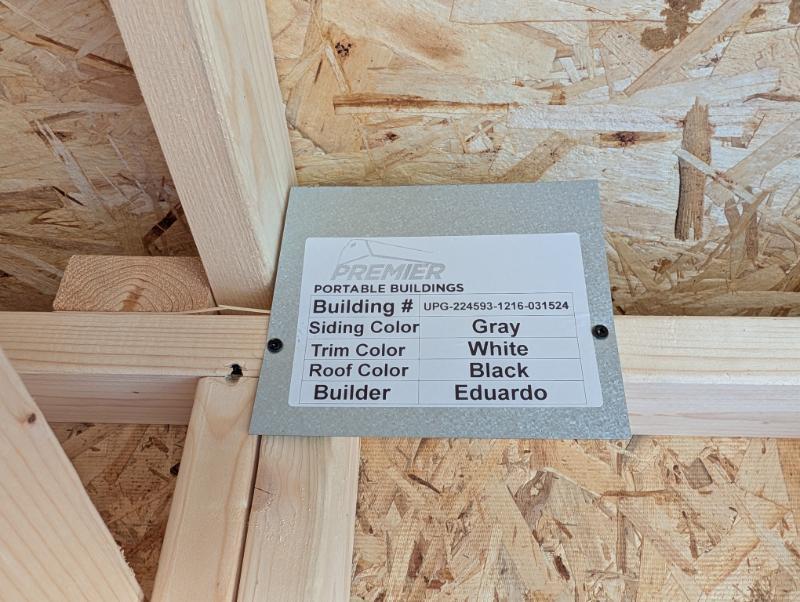 PREMIER
PORTABLE BUILDINGS
Building # UPG-224593-1216-031524
Siding Color Gray
Trim Color White
Roof Color Black
Builder Eduardo